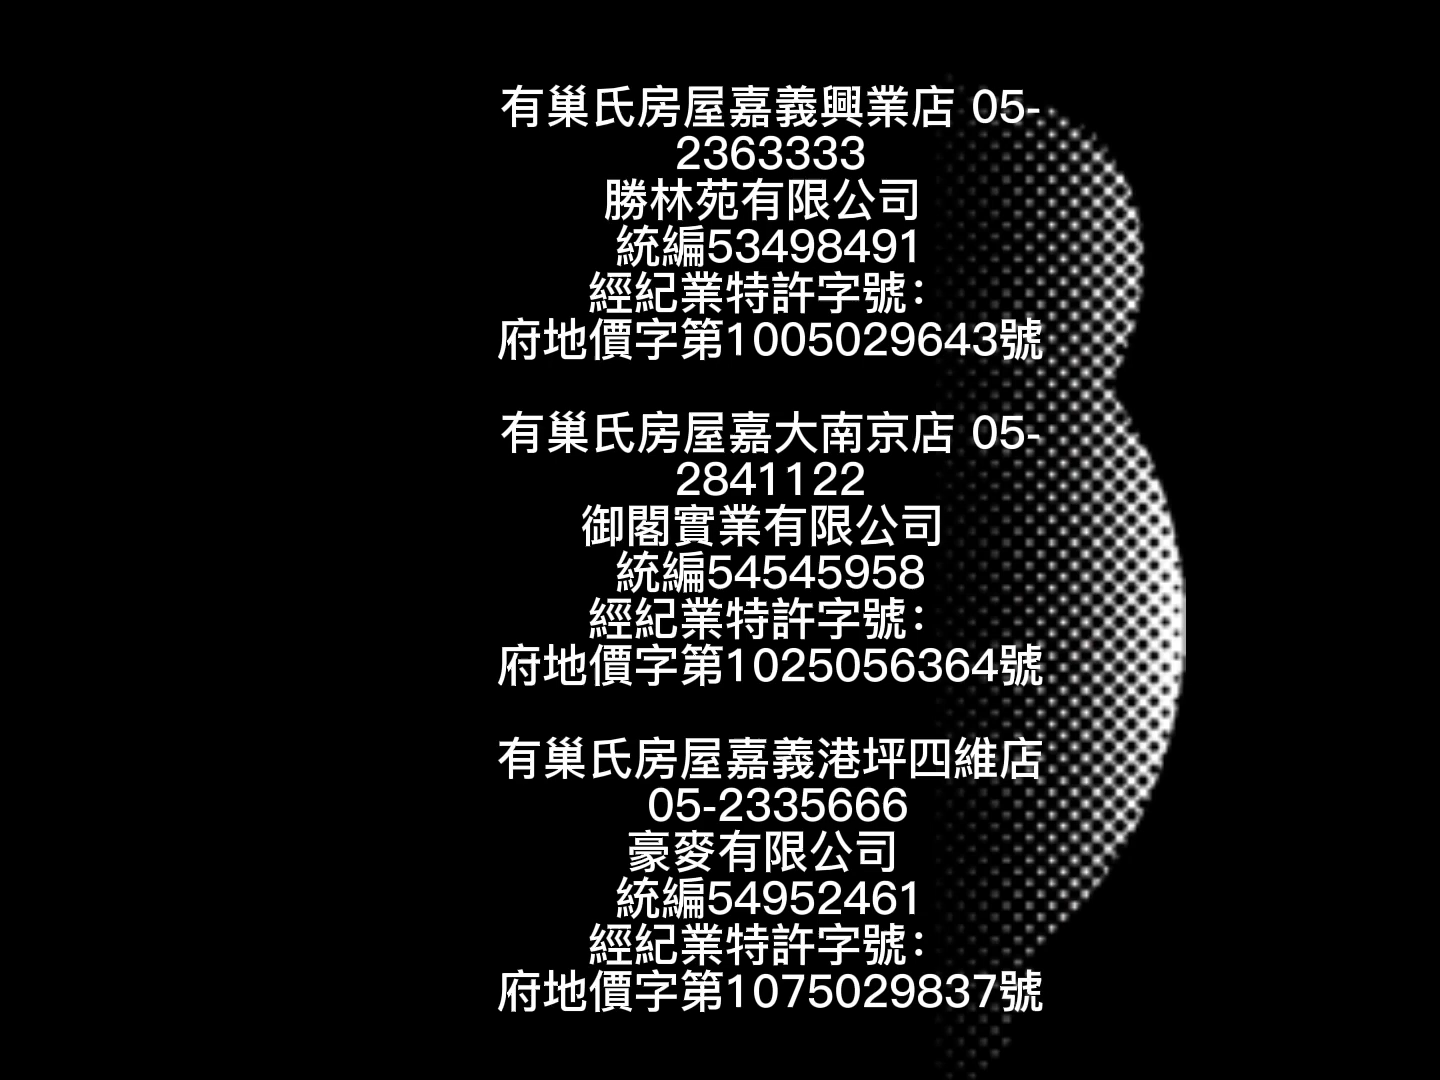 有巢氏房屋嘉義興業店 05-
2363333
勝林苑有限公司
統編53498491
經紀業特許字號：
府地價字第1005029643號
有巢氏房屋嘉大南京店 05-
2841122
御閣實業有限公司
統編54545958
經紀業特許字號：
府地價字第1025056364號
有巢氏房屋嘉義港坪四維店
05-2335666
豪麥有限公司
統編54952461
經紀業特許字號：
府地價字第1075029837號